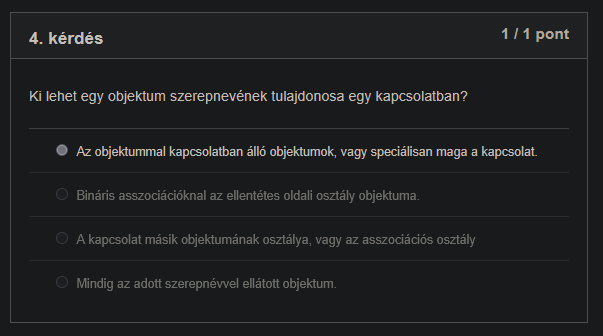 4. kérdés
1 / 1 pont
Ki lehet egy objektum szerepnevének tulajdonosa egy kapcsolatban?
Az objektummal kapcsolatban álló objektumok, vagy speciálisan maga a kapcsolat.
Bináris asszociációknal az ellentétes oldali osztály objektuma.
A kapcsolat másik objektumának osztálya, vagy az asszociációs osztály
Mindig az adott szerepnévvel ellátott objektum.